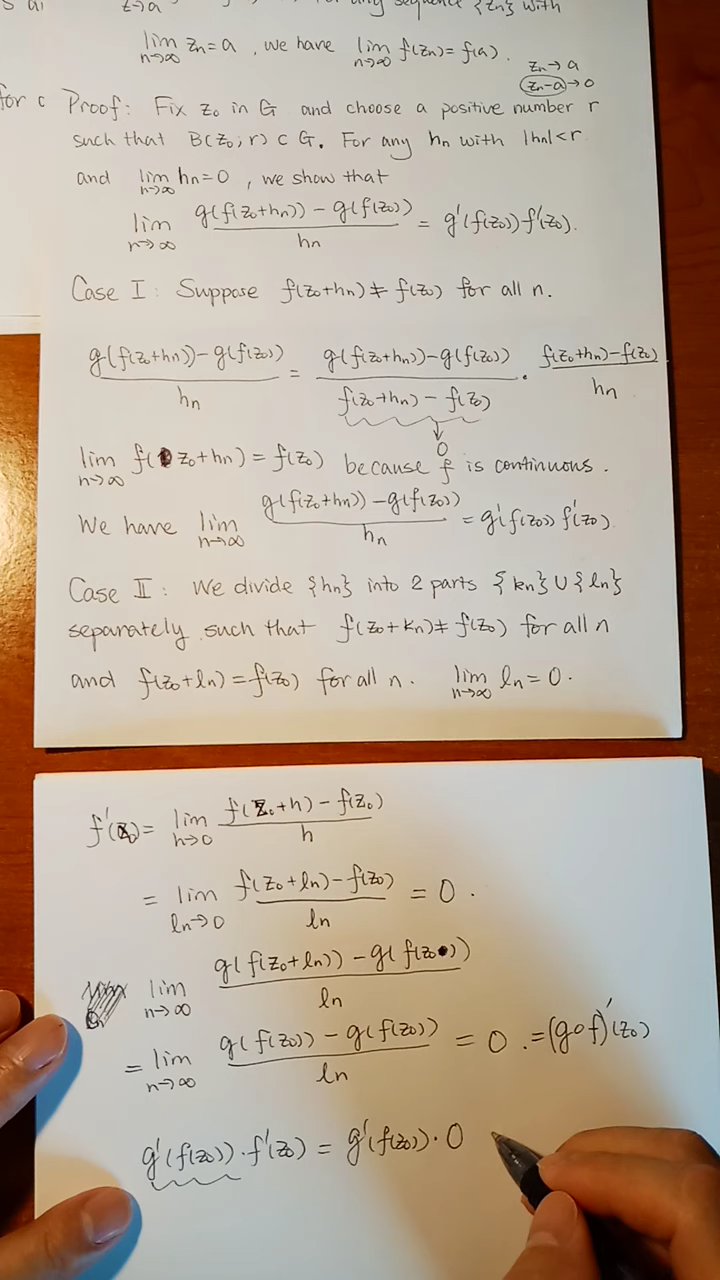 z→a any sequence {zn} with
lim n→∞ zn = a , we have lim n→∞ f(zn) = f(a).
zn → a
zn-a → 0
for c
Proof: Fix z0 in G and choose a positive number r
such that B(z0; r) ⊂ G. For any hn with |hn|<r
and lim n→∞ hn = 0 , we show that
lim n→∞ (g(f(z0+hn)) - g(f(z0)))/hn = g'(f(z0)) f'(z0).
Case I: Suppose f(z0+hn) ≠ f(z0) for all n.
(g(f(z0+hn)) - g(f(z0)))/hn = (g(f(z0+hn)) - g(f(z0)))/(f(z0+hn) - f(z0)) · (f(z0+hn) - f(z0))/hn
↓
0
lim n→∞ f(z0+hn) = f(z0) because f is continuous.
We have lim n→∞ (g(f(z0+hn)) - g(f(z0)))/hn = g'(f(z0)) f'(z0).
Case II: We divide {hn} into 2 parts {kn} ∪ {ln}
separately such that f(z0+kn) ≠ f(z0) for all n
and f(z0+ln) = f(z0) for all n. lim n→∞ ln = 0.
f'(z0) = lim h→0 (f(z0+h) - f(z0))/h
= lim ln→0 (f(z0+ln) - f(z0))/ln = 0 .
lim n→∞ (g(f(z0+ln)) - g(f(z0)))/ln
= lim n→∞ (g(f(z0)) - g(f(z0)))/ln = 0 . = (g∘f)'(z0)
g'(f(z0)) · f'(z0) = g'(f(z0)) · 0